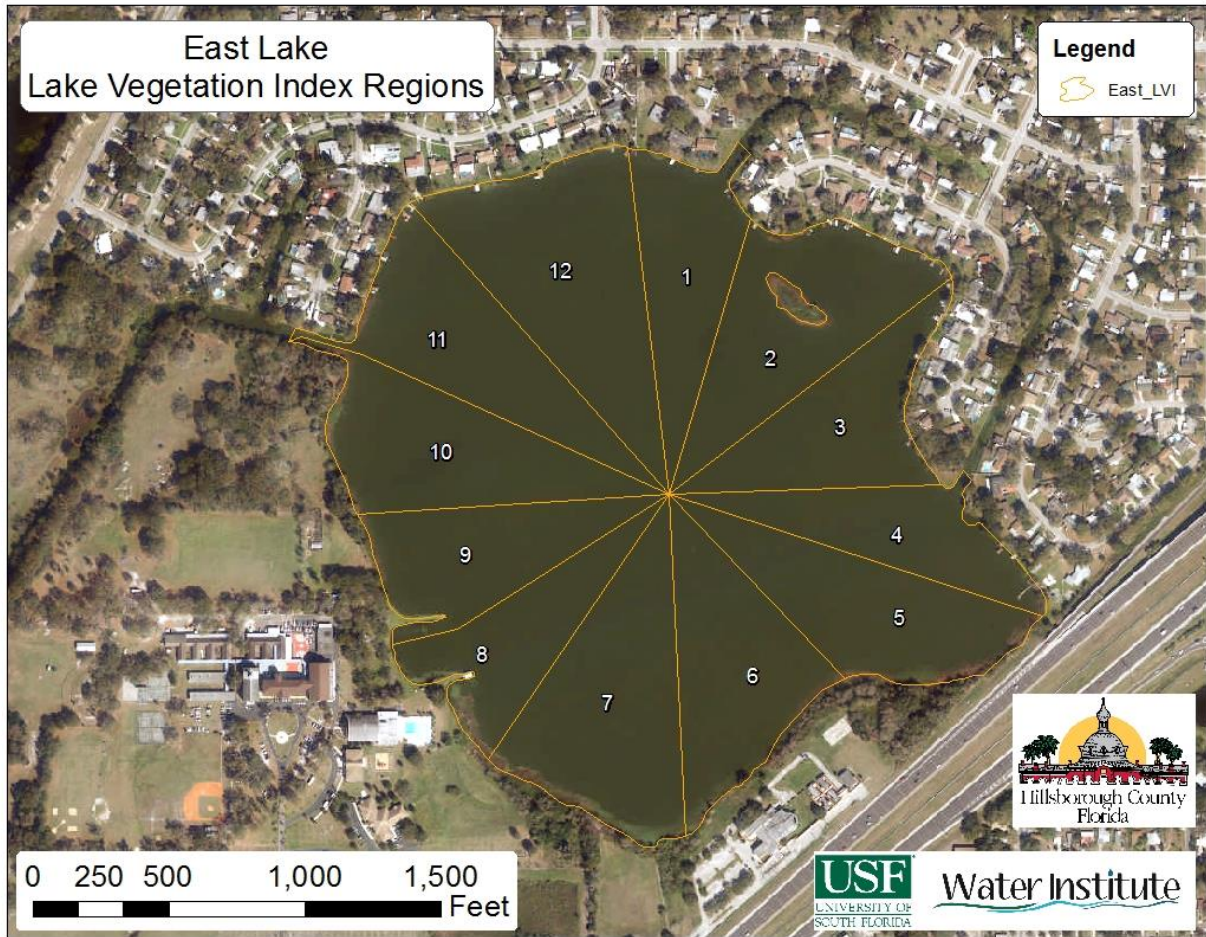 East Lake
Lake Vegetation Index Regions
Legend
East_LVI
12
1
11
2
10
3
9
4
5
8
6
7
Hillsborough County
Florida
0 250 500 1,000 1,500
Feet
USF
UNIVERSITY OF
SOUTH FLORIDA
Water Institute